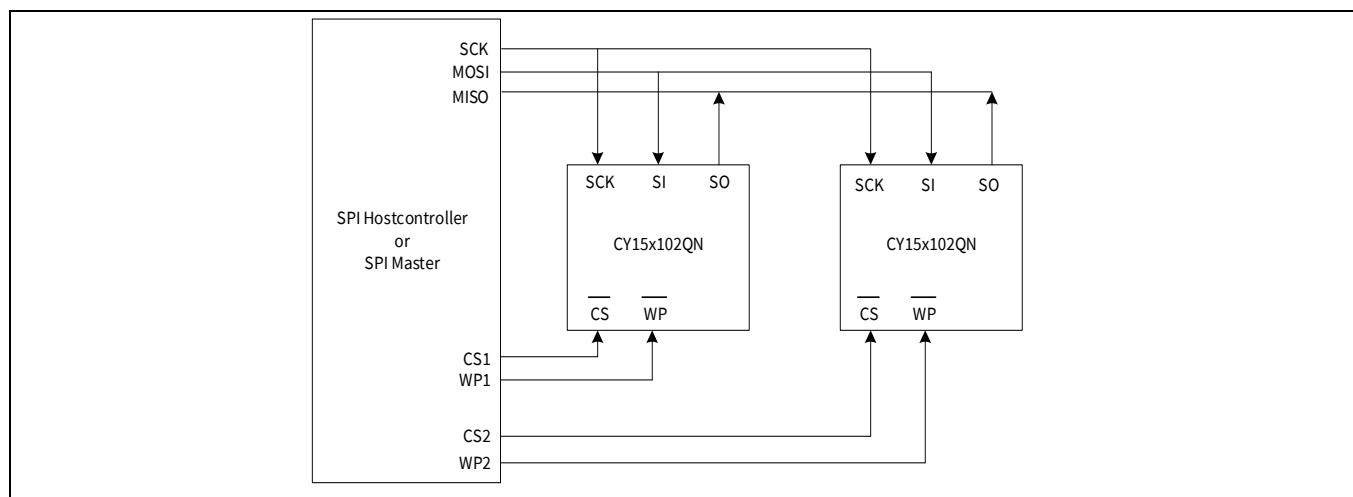 SCK
MOSI
MISO
SPI Hostcontroller
or
SPI Master
SCK SI SO
CY15x102QN
CS WP
SCK SI SO
CY15x102QN
CS WP
CS1
WP1
CS2
WP2